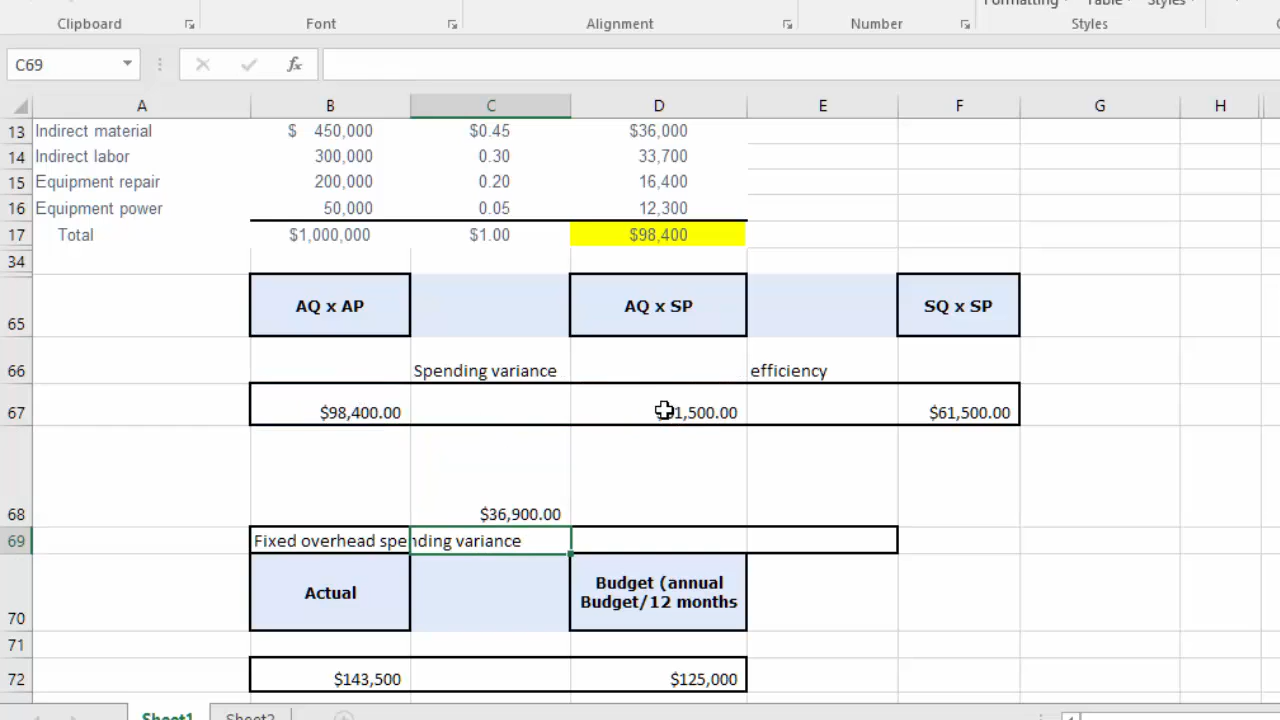 Formatting Table Styles
Clipboard Font Alignment Number Styles
C69 fx
A B C D E F G H
13 Indirect material $ 450,000 $0.45 $36,000
14 Indirect labor 300,000 0.30 33,700
15 Equipment repair 200,000 0.20 16,400
16 Equipment power 50,000 0.05 12,300
17 Total $1,000,000 $1.00 $98,400
34
65 AQ x AP AQ x SP SQ x SP
66 Spending variance efficiency
67 $98,400.00 1,500.00 $61,500.00
68 $36,900.00
69 Fixed overhead spending variance
70 Actual Budget (annual
Budget/12 months
71
72 $143,500 $125,000
Sheet1 Sheet2